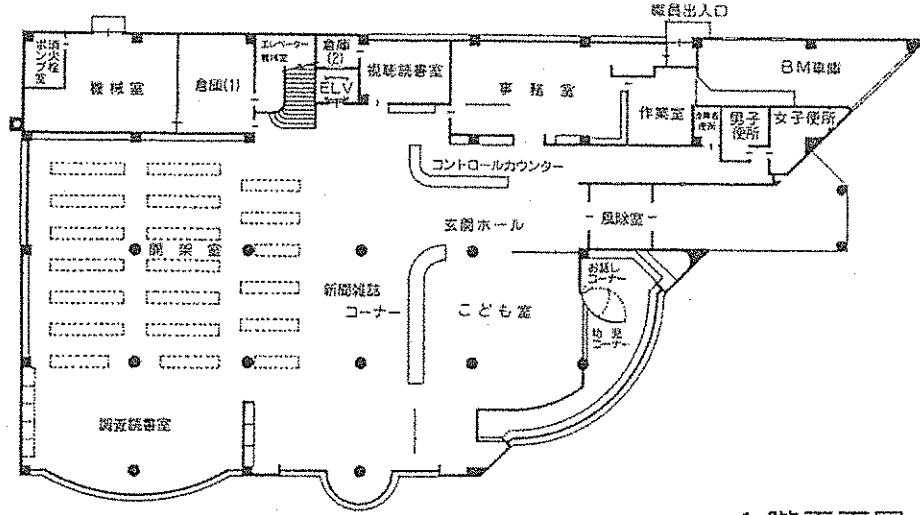 職員出入口
消火栓
ポンプ室
機械室
倉庫(1)
エレベーター
機械室
倉庫
(2)
ELV
視聴読書室
事務室
作業室
BM車庫
男子
便所
女子便所
コントロールカウンター
玄関ホール
風除室
開架室
新聞雑誌
コーナー
こども室
お話し
コーナー
幼児
コーナー
調査読書室